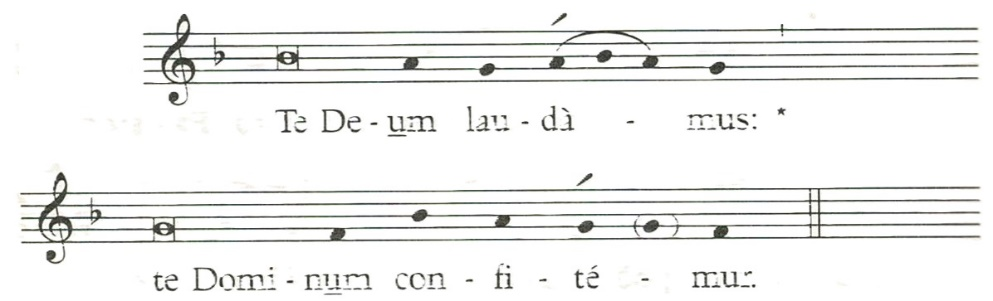 Te De - um lau - dà - mus: *
te Domi - num con - fi - té - mur.